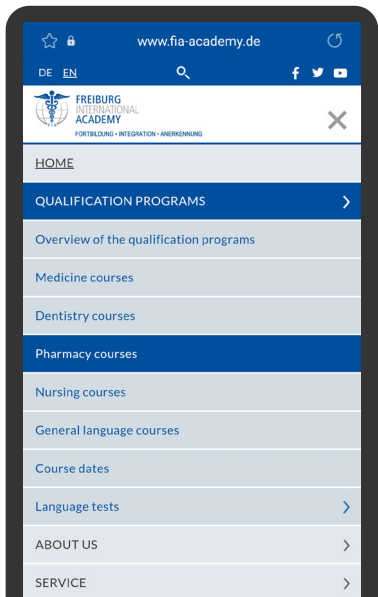 www.fia-academy.de
DE EN
FREIBURG
INTERNATIONAL
ACADEMY
FORTBILDUNG • INTEGRATION • ANERKENNUNG
HOME
QUALIFICATION PROGRAMS
Overview of the qualification programs
Medicine courses
Dentistry courses
Pharmacy courses
Nursing courses
General language courses
Course dates
Language tests
ABOUT US
SERVICE